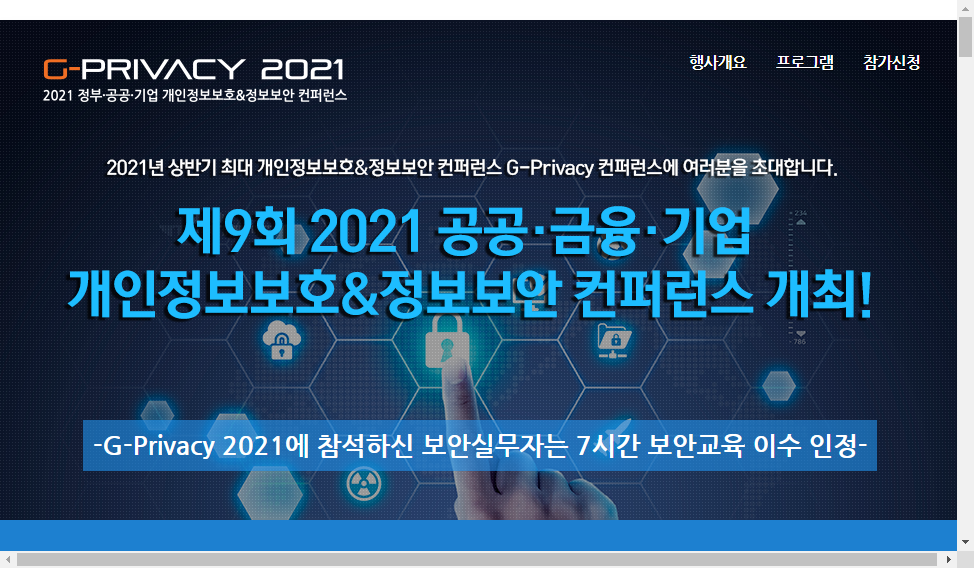 G-PRIVACY 2021
2021 정부·공공·기업 개인정보보호&정보보안 컨퍼런스
행사개요 프로그램 참가신청
2021년 상반기 최대 개인정보보호&정보보안 컨퍼런스 G-Privacy 컨퍼런스에 여러분을 초대합니다.
제9회 2021 공공·금융·기업
개인정보보호&정보보안 컨퍼런스 개최!
234
786
-G-Privacy 2021에 참석하신 보안실무자는 7시간 보안교육 이수 인정-